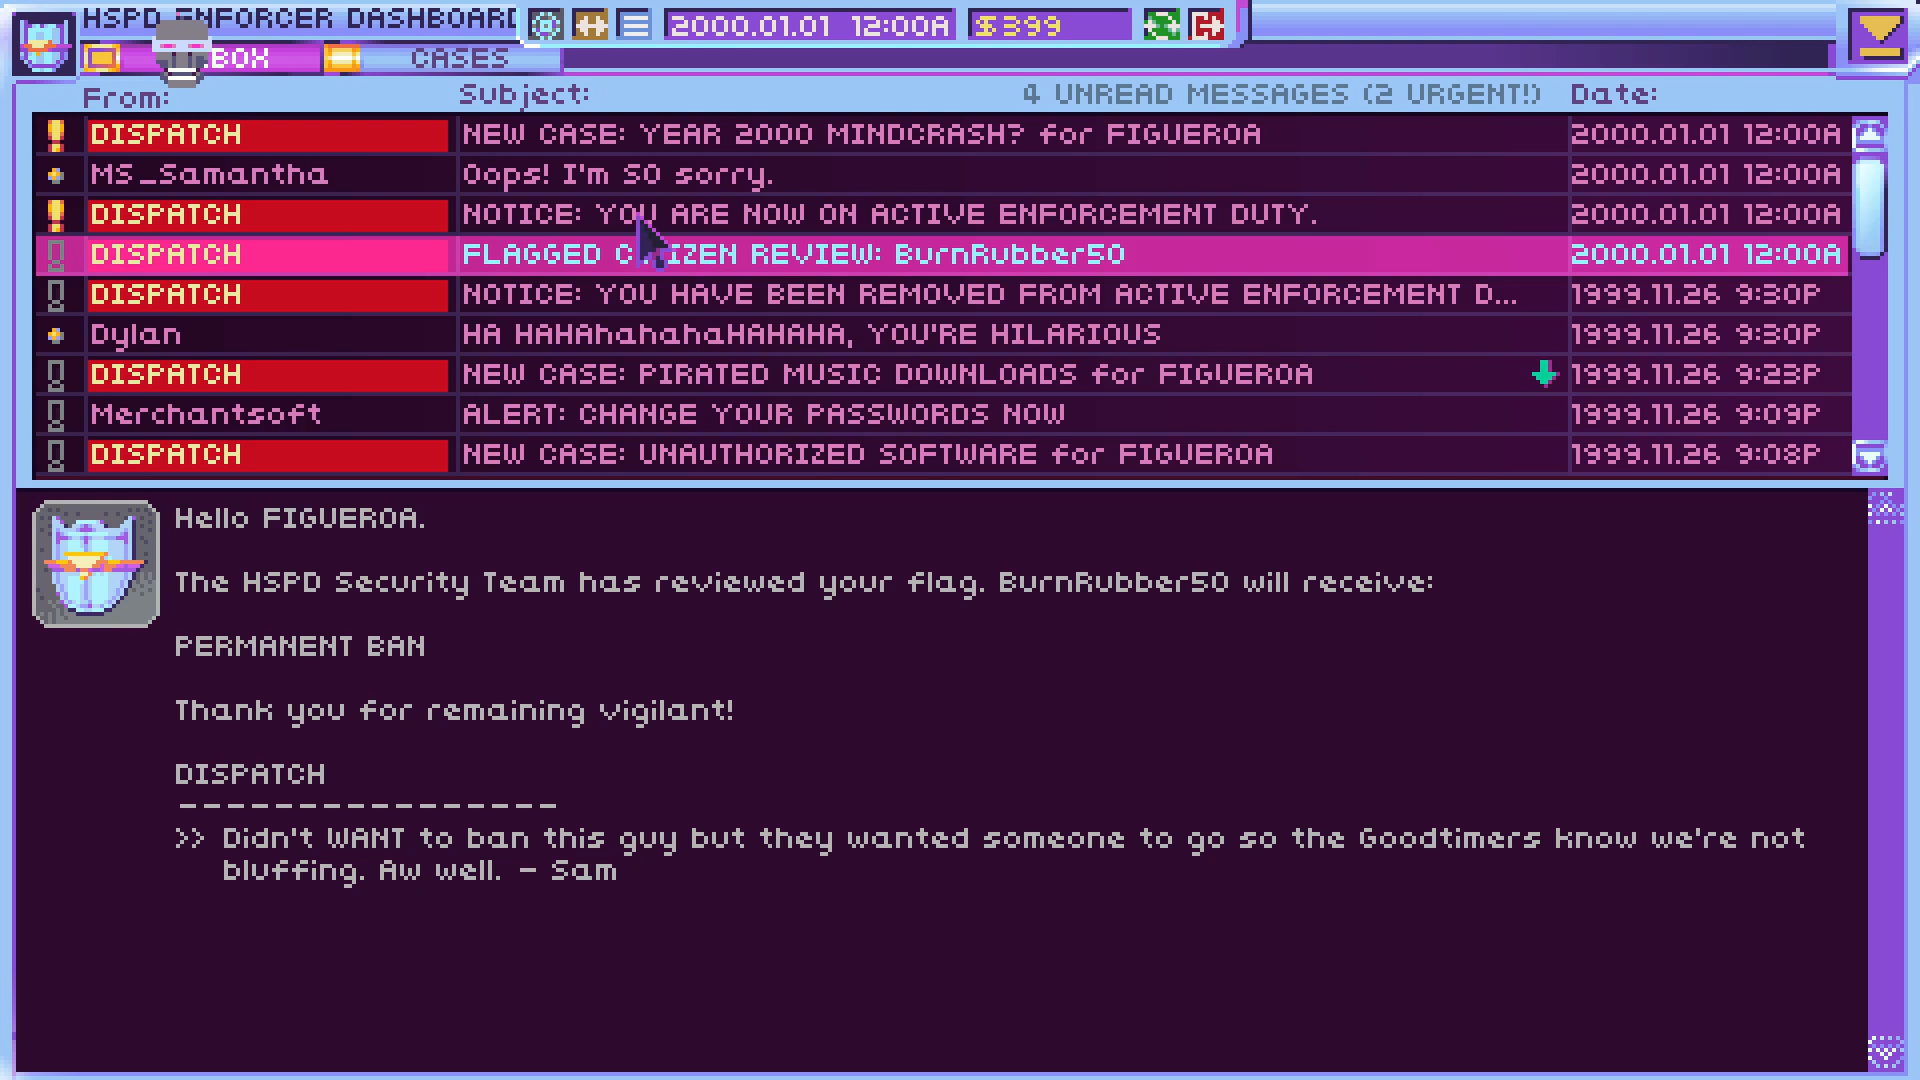 HSPD ENFORCER DASHBOARD
2000.01.01 12:00A
$399
BOX
CASES
From:
Subject:
4 UNREAD MESSAGES (2 URGENT!)
Date:
DISPATCH NEW CASE: YEAR 2000 MINDCRASH? for FIGUEROA 2000.01.01 12:00A
MS_Samantha Oops! I'm SO sorry. 2000.01.01 12:00A
DISPATCH NOTICE: YOU ARE NOW ON ACTIVE ENFORCEMENT DUTY. 2000.01.01 12:00A
DISPATCH FLAGGED CITIZEN REVIEW: BurnRubber50 2000.01.01 12:00A
DISPATCH NOTICE: YOU HAVE BEEN REMOVED FROM ACTIVE ENFORCEMENT D... 1999.11.26 9:30P
Dylan HA HAHAhahahaHAHAHA, YOU'RE HILARIOUS 1999.11.26 9:30P
DISPATCH NEW CASE: PIRATED MUSIC DOWNLOADS for FIGUEROA 1999.11.26 9:23P
Merchantsoft ALERT: CHANGE YOUR PASSWORDS NOW 1999.11.26 9:09P
DISPATCH NEW CASE: UNAUTHORIZED SOFTWARE for FIGUEROA 1999.11.26 9:08P
Hello FIGUEROA.
The HSPD Security Team has reviewed your flag. BurnRubber50 will receive:
PERMANENT BAN
Thank you for remaining vigilant!
DISPATCH
----------------
>> Didn't WANT to ban this guy but they wanted someone to go so the Goodtimers know we're not
bluffing. Aw well. - Sam